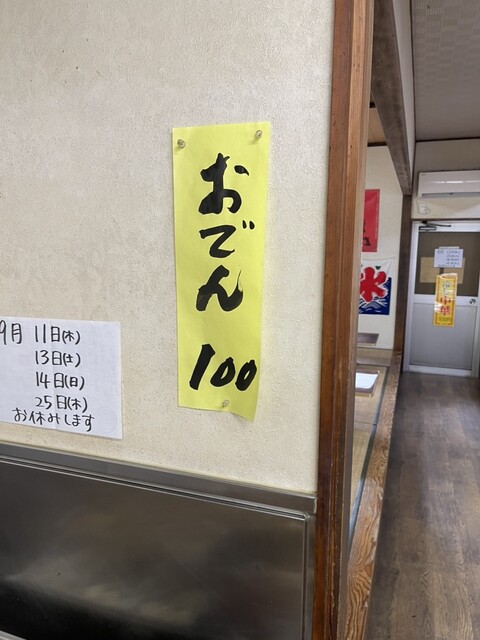 おでん
100
9月 11日(木)
13日(土)
14日(日)
25日(木)
お休みします
氷